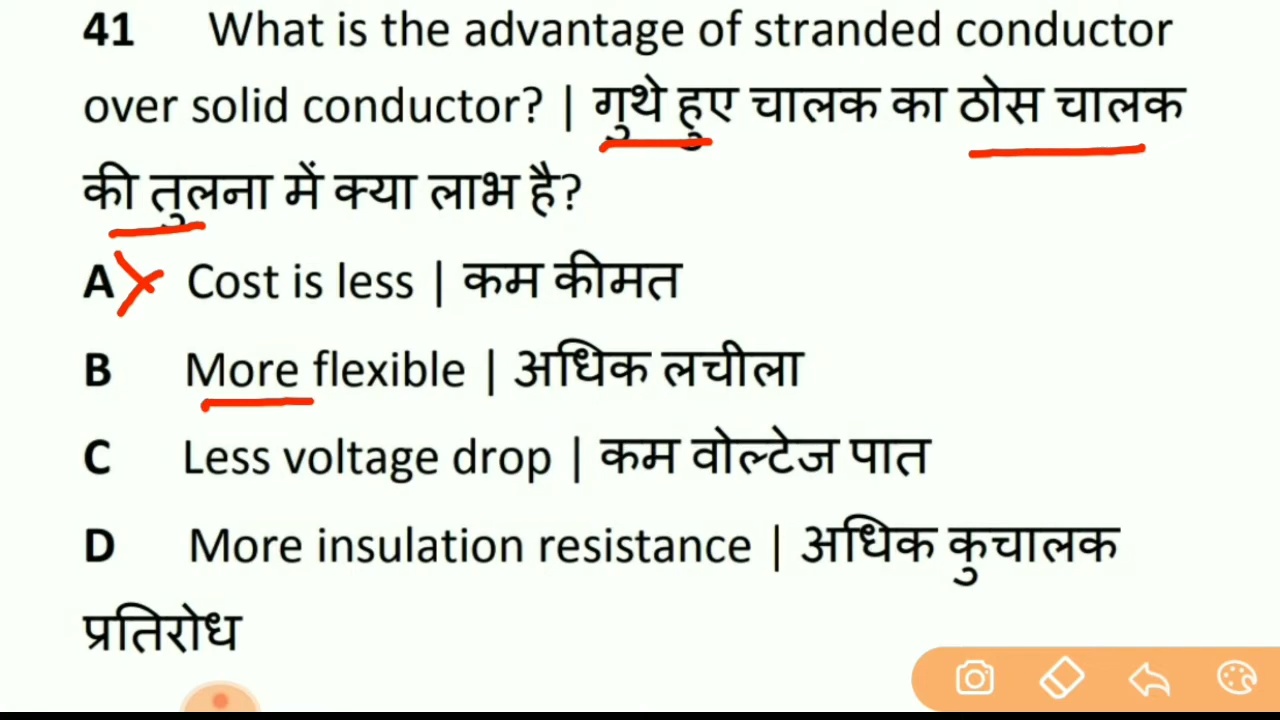 41 What is the advantage of stranded conductor
over solid conductor? | गुथे हुए चालक का ठोस चालक
की तुलना में क्या लाभ है?
A Cost is less | कम कीमत
B More flexible | अधिक लचीला
C Less voltage drop | कम वोल्टेज पात
D More insulation resistance | अधिक कुचालक
प्रतिरोध